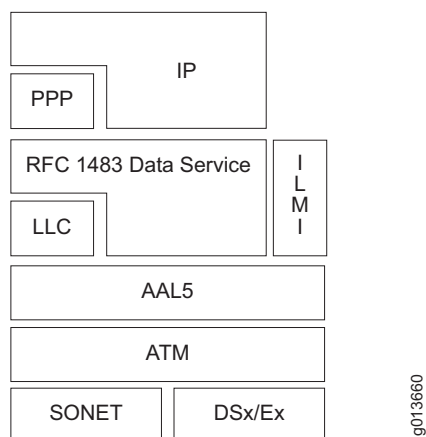 IP
PPP
RFC 1483 Data Service
I
L
M
I
LLC
AAL5
ATM
SONET
DSx/Ex
g013660